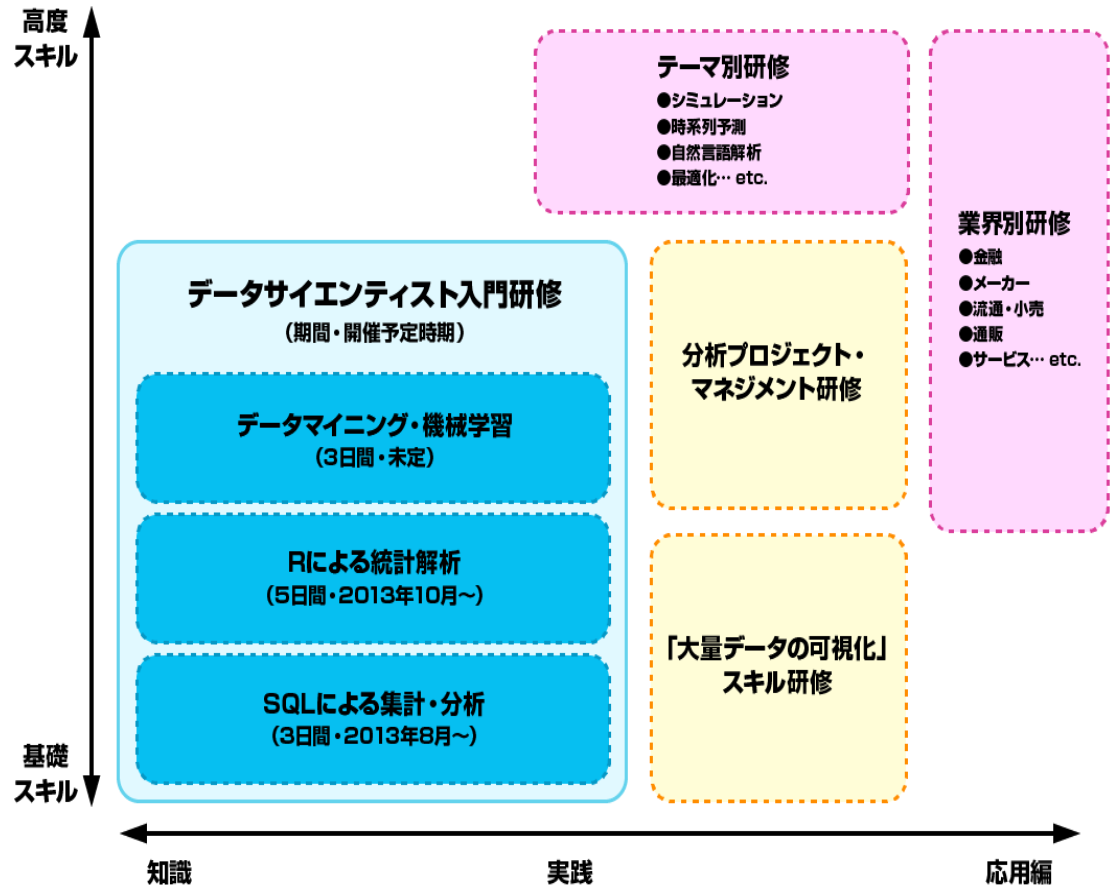 高度
スキル
テーマ別研修
●シミュレーション
●時系列予測
●自然言語解析
●最適化… etc.
業界別研修
●金融
●メーカー
●流通・小売
●通販
●サービス… etc.
データサイエンティスト入門研修
（期間・開催予定時期）
データマイニング・機械学習
（3日間・未定）
Rによる統計解析
（5日間・2013年10月～）
SQLによる集計・分析
（3日間・2013年8月～）
分析プロジェクト・
マネジメント研修
「大量データの可視化」
スキル研修
基礎
スキル
知識
実践
応用編